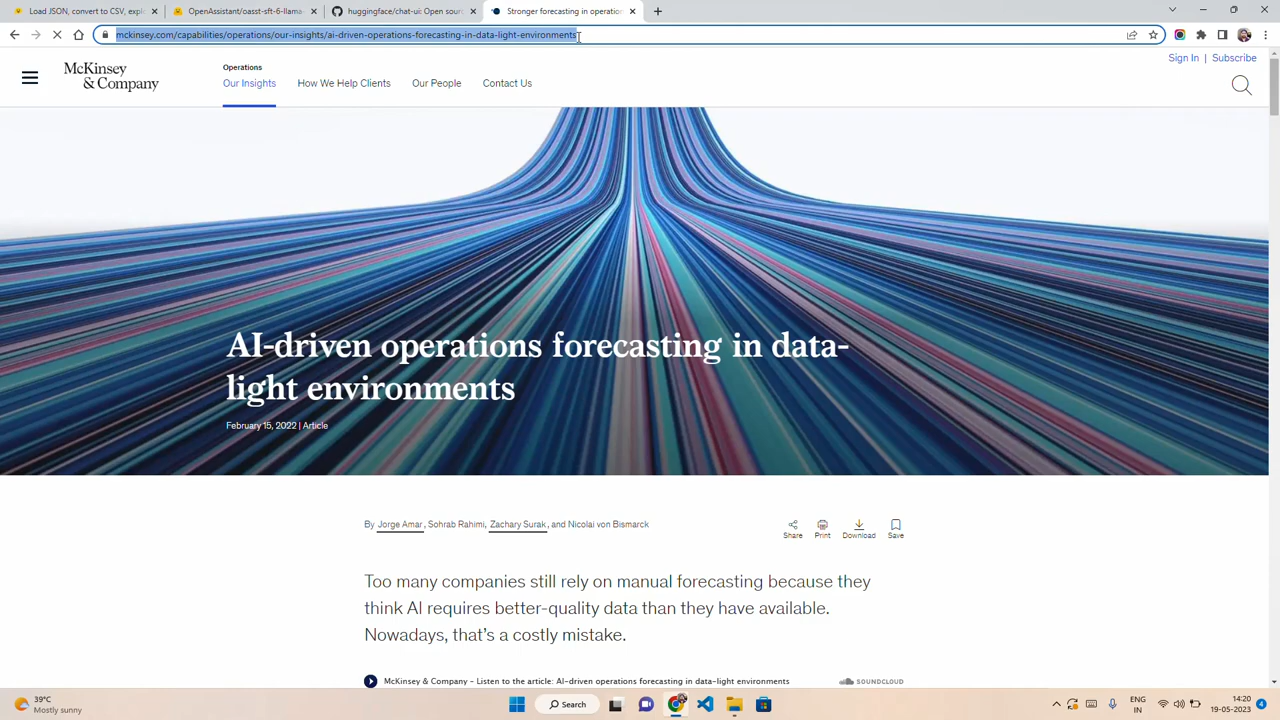 Load JSON, convert to CSV, explo
OpenAssistant/oasst-sft-6-llama-
huggingface/chat-ui: Open sourc
Stronger forecasting in operatio
mckinsey.com/capabilities/operations/our-insights/ai-driven-operations-forecasting-in-data-light-environments
Sign In | Subscribe
McKinsey
& Company
Operations
Our Insights
How We Help Clients
Our People
Contact Us
AI-driven operations forecasting in data-
light environments
February 15, 2022 | Article
By Jorge Amar, Sohrab Rahimi, Zachary Surak, and Nicolai von Bismarck
Share
Print
Download
Save
Too many companies still rely on manual forecasting because they
think AI requires better-quality data than they have available.
Nowadays, that's a costly mistake.
McKinsey & Company - Listen to the article: AI-driven operations forecasting in data-light environments
SOUNDCLOUD
39°C
Mostly sunny
Search
ENG
IN
14:20
19-05-2023
4